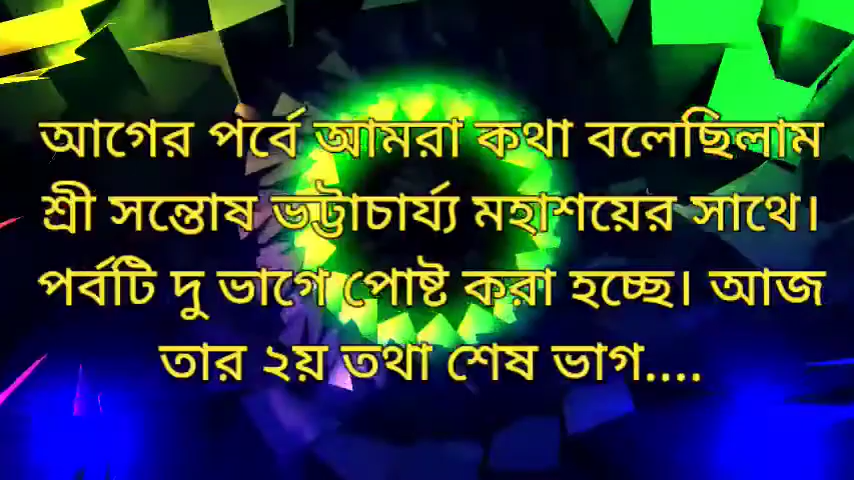 আগের পর্বে আমরা কথা বলেছিলাম
শ্রী সন্তোষ ভট্টাচার্য্য মহাশয়ের সাথে।
পর্বটি দু ভাগে পোষ্ট করা হচ্ছে। আজ
তার ২য় তথা শেষ ভাগ....